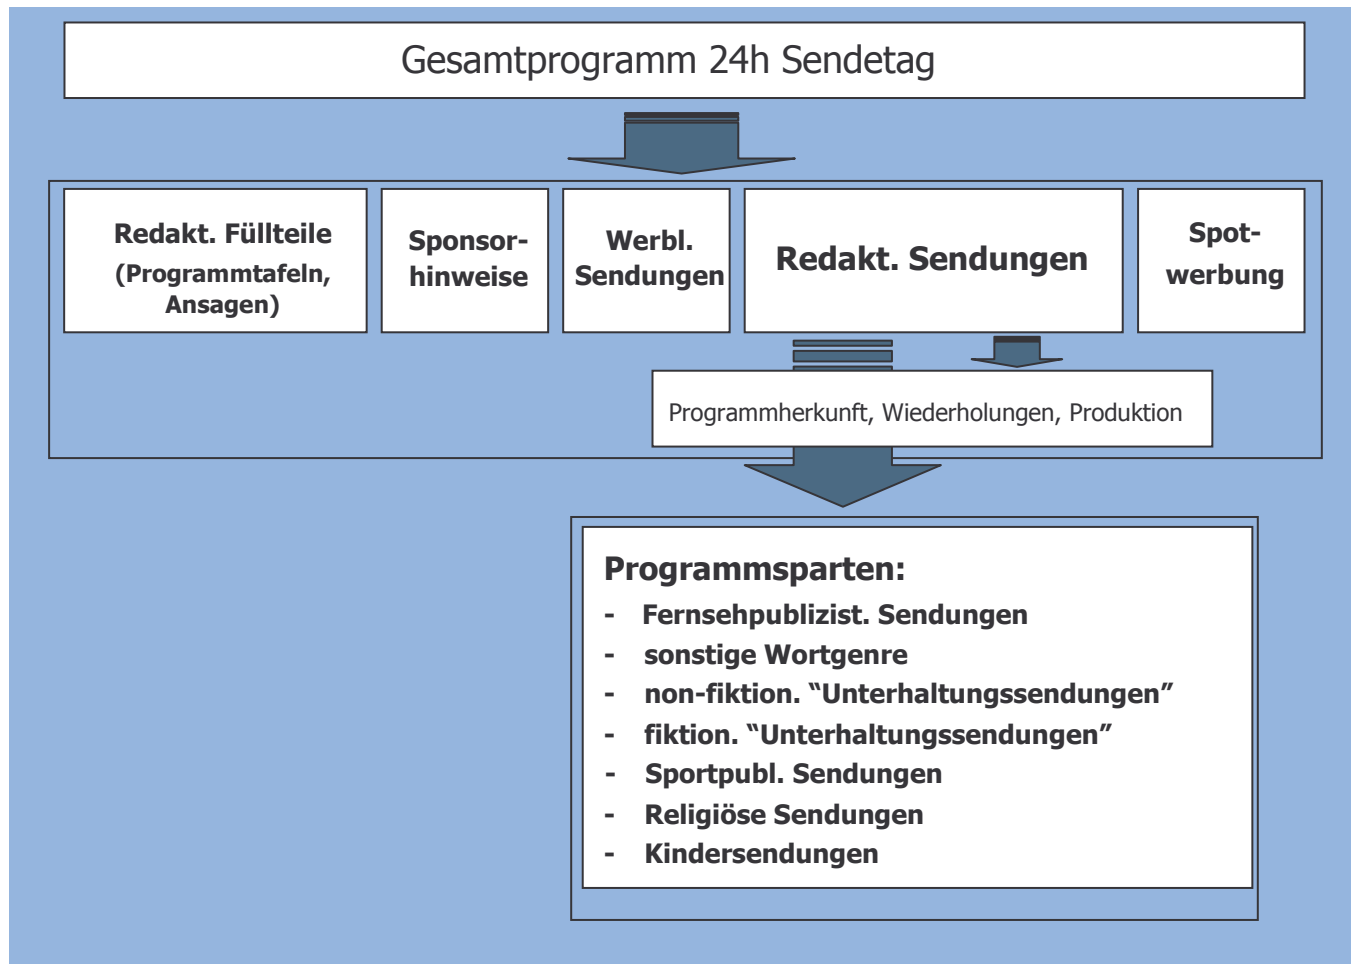 Gesamtprogramm 24h Sendetag
Redakt. Füllteile
(Programmtafeln,
Ansagen)
Sponsor-
hinweise
Werbl.
Sendungen
Redakt. Sendungen
Spot-
werbung
Programmherkunft, Wiederholungen, Produktion
Programmsparten:
- Fernsehpublizist. Sendungen
- sonstige Wortgenre
- non-fiktion. “Unterhaltungssendungen”
- fiktion. “Unterhaltungssendungen”
- Sportpubl. Sendungen
- Religiöse Sendungen
- Kindersendungen